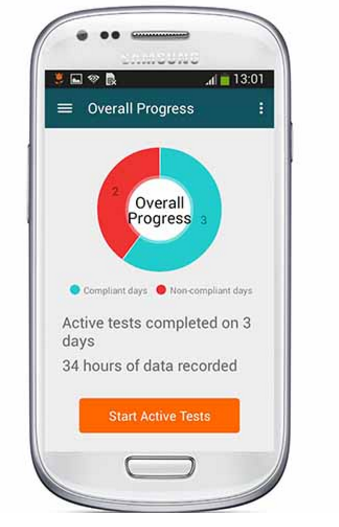 SAMSUNG
13:01
Overall Progress
2
Overall
Progress
3
Compliant days Non-compliant days
Active tests completed on 3
days
34 hours of data recorded
Start Active Tests